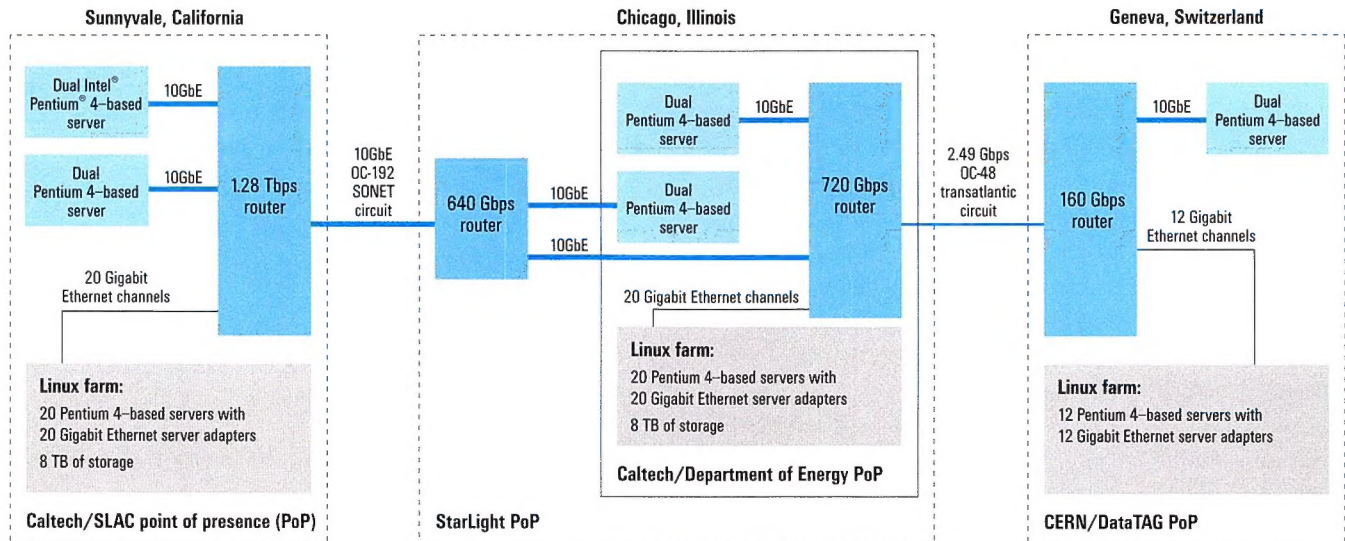 Sunnyvale, California
Dual Intel®
Pentium® 4–based
server
10GbE
Dual
Pentium 4–based
server
10GbE
1.28 Tbps
router
20 Gigabit
Ethernet channels
Linux farm:
20 Pentium 4–based servers with
20 Gigabit Ethernet server adapters
8 TB of storage
Caltech/SLAC point of presence (PoP)
10GbE
OC-192
SONET
circuit
Chicago, Illinois
640 Gbps
router
10GbE
10GbE
Dual
Pentium 4–based
server
10GbE
Dual
Pentium 4–based
server
720 Gbps
router
20 Gigabit Ethernet channels
Linux farm:
20 Pentium 4–based servers with
20 Gigabit Ethernet server adapters
8 TB of storage
Caltech/Department of Energy PoP
StarLight PoP
2.49 Gbps
OC-48
transatlantic
circuit
Geneva, Switzerland
160 Gbps
router
10GbE
Dual
Pentium 4–based
server
12 Gigabit
Ethernet channels
Linux farm:
12 Pentium 4–based servers with
12 Gigabit Ethernet server adapters
CERN/DataTAG PoP